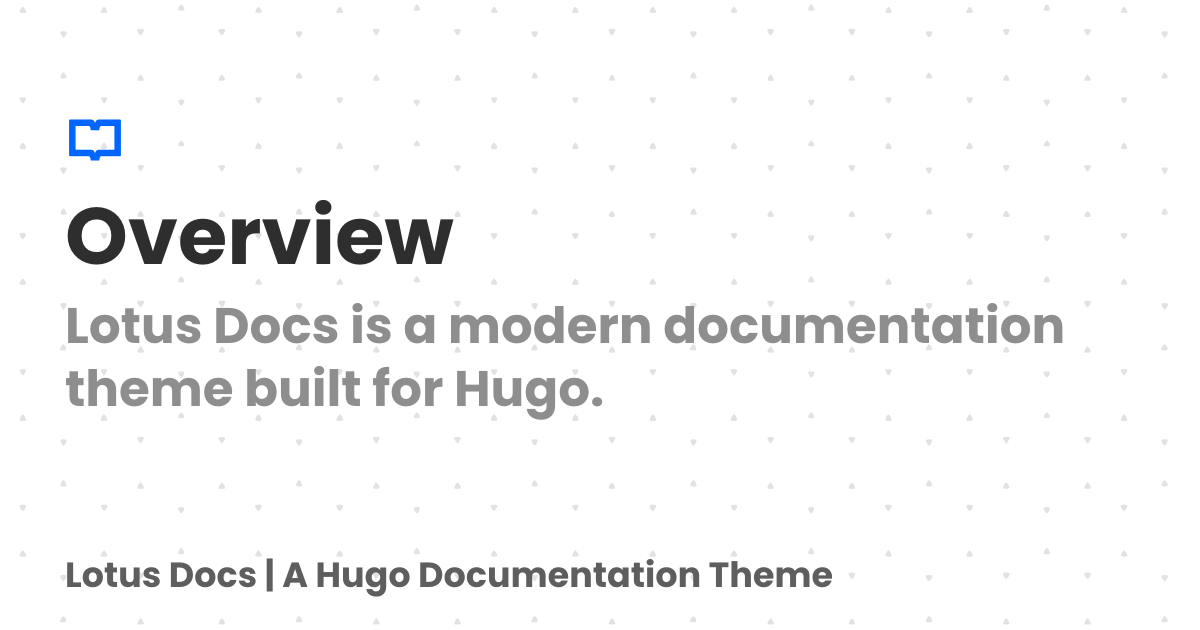 Overview
Lotus Docs is a modern documentation
theme built for Hugo.
Lotus Docs | A Hugo Documentation Theme